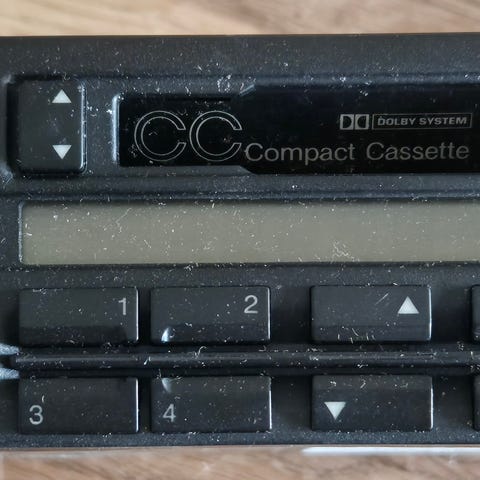 CC
DOLBY SYSTEM
Compact Cassette
1 2
3 4